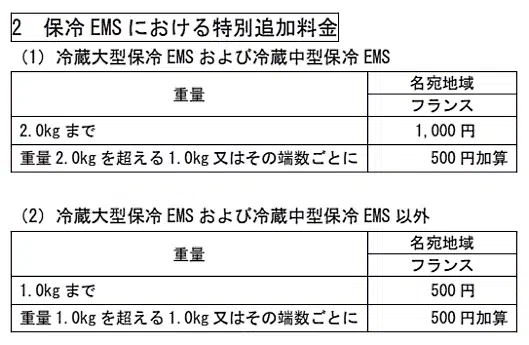 2 保冷 EMS における特別追加料金
(1) 冷蔵大型保冷 EMS および冷蔵中型保冷 EMS
重量
名宛地域
フランス
2.0kg まで
1,000 円
重量 2.0kg を超える 1.0kg 又はその端数ごとに
500 円加算
(2) 冷蔵大型保冷 EMS および冷蔵中型保冷 EMS 以外
重量
名宛地域
フランス
1.0kg まで
500 円
重量 1.0kg を超える 1.0kg 又はその端数ごとに
500 円加算